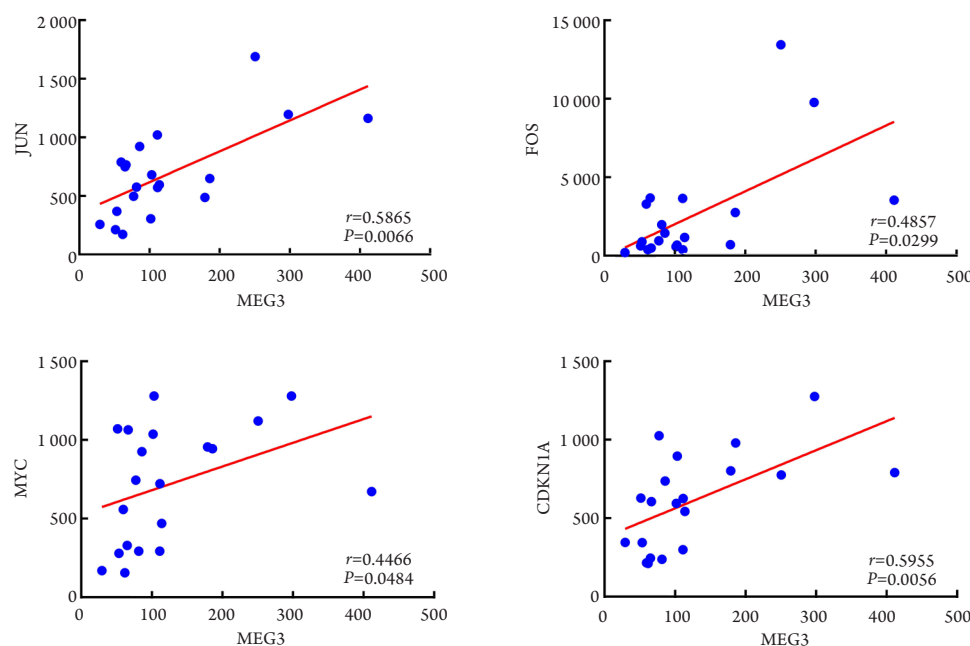 2 000
1 500
1 000
500
0
JUN
r=0.5865
P=0.0066
0 100 200 300 400 500
MEG3
15 000
10 000
5 000
0
FOS
r=0.4857
P=0.0299
0 100 200 300 400 500
MEG3
1 500
1 000
500
0
MYC
r=0.4466
P=0.0484
0 100 200 300 400 500
MEG3
1 500
1 000
500
0
CDKN1A
r=0.5955
P=0.0056
0 100 200 300 400 500
MEG3